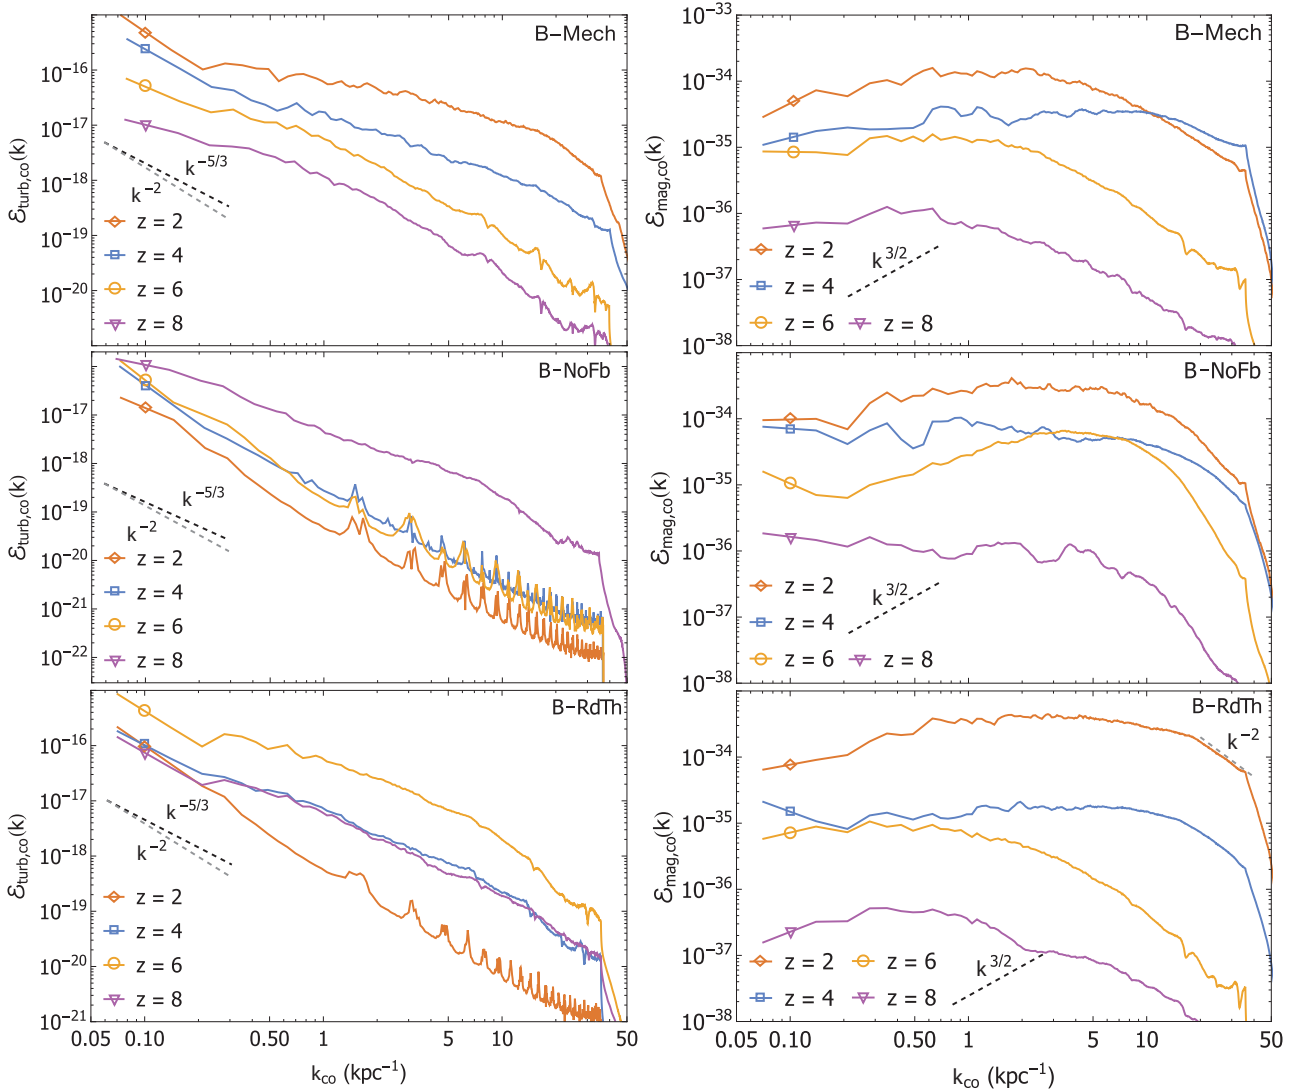 B−Mech
10⁻¹⁶
10⁻¹⁷
10⁻¹⁸
10⁻¹⁹
10⁻²⁰
ℰturb,co(k)
k⁻⁵/³
k⁻²
z = 2
z = 4
z = 6
z = 8
B−Mech
10⁻³³
10⁻³⁴
10⁻³⁵
10⁻³⁶
10⁻³⁷
10⁻³⁸
ℰmag,co(k)
k³/²
z = 2
z = 4
z = 6 z = 8
B−NoFb
10⁻¹⁷
10⁻¹⁸
10⁻¹⁹
10⁻²⁰
10⁻²¹
10⁻²²
ℰturb,co(k)
k⁻⁵/³
k⁻²
z = 2
z = 4
z = 6
z = 8
B−NoFb
10⁻³⁴
10⁻³⁵
10⁻³⁶
10⁻³⁷
10⁻³⁸
ℰmag,co(k)
k³/²
z = 2
z = 4
z = 6 z = 8
B−RdTh
10⁻¹⁶
10⁻¹⁷
10⁻¹⁸
10⁻¹⁹
10⁻²⁰
10⁻²¹
ℰturb,co(k)
k⁻⁵/³
k⁻²
z = 2
z = 4
z = 6
z = 8
0.05 0.10 0.50 1 5 10 50
kco (kpc⁻¹)
B−RdTh
10⁻³⁴
10⁻³⁵
10⁻³⁶
10⁻³⁷
10⁻³⁸
ℰmag,co(k)
k⁻²
k³/²
z = 2 z = 6
z = 4 z = 8
0.05 0.10 0.50 1 5 10 50
kco (kpc⁻¹)